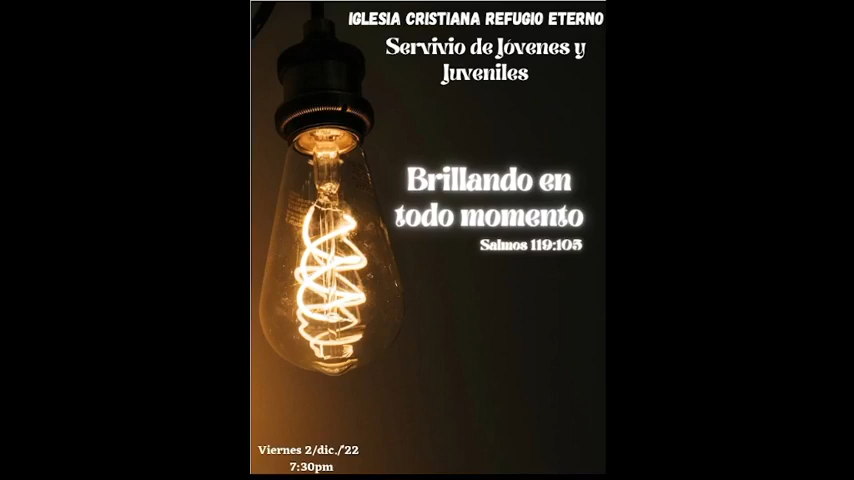 IGLESIA CRISTIANA REFUGIO ETERNO
Servivio de Jóvenes y
Juveniles
Brillando en
todo momento
Salmos 119:105
Viernes 2/dic./'22
7:30pm